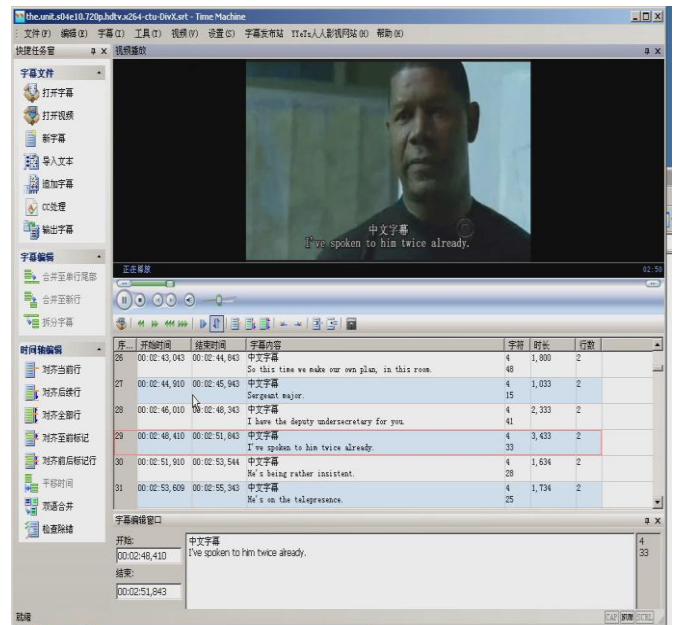 the.unit.s04e10.720p.hdtv.x264-ctu-DivX.srt - Time Machine
文件(F) 编辑(E) 字幕(I) 工具(T) 视频(V) 设置(S) 字幕发布站 YYeTs人人影视网站(H) 帮助(H)
快捷任务窗
视频播放
字幕文件
打开字幕
打开视频
新字幕
导入文本
追加字幕
CC处理
输出字幕
中文字幕
I've spoken to him twice already.
正在播放 02:50
字幕编辑
合并至单行尾部
合并至新行
拆分字幕
时间轴编辑
对齐当前行
对齐后续行
对齐全部行
对齐至前标记
对齐前后标记行
平移时间
双语合并
检查除错
序... 开始时间 结束时间 字幕内容 字符 时长 行数
26 00:02:43,043 00:02:44,843 中文字幕 4 1,800 2
So this time we make our own plan, in this room. 48
27 00:02:44,910 00:02:45,943 中文字幕 4 1,033 2
Sergeant major. 15
28 00:02:46,010 00:02:48,343 中文字幕 4 2,333 2
I have the deputy undersecretary for you. 41
29 00:02:48,410 00:02:51,843 中文字幕 4 3,433 2
I've spoken to him twice already. 33
30 00:02:51,910 00:02:53,544 中文字幕 4 1,634 2
He's being rather insistent. 28
31 00:02:53,609 00:02:55,343 中文字幕 4 1,734 2
He's on the telepresence. 25
字幕编辑窗口
开始:
00:02:48,410
结束:
00:02:51,843
中文字幕 4
I've spoken to him twice already. 33
就绪
CAP NUM SCRL